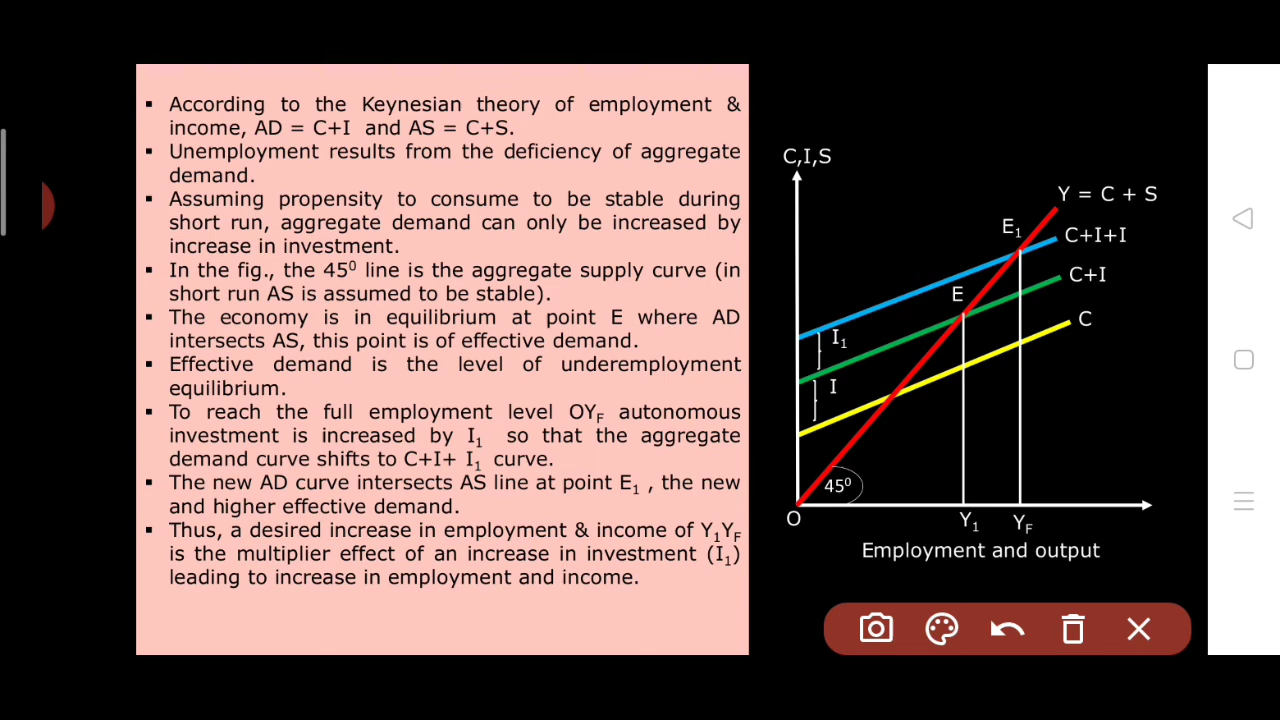 ▪ According to the Keynesian theory of employment &
income, AD = C+I and AS = C+S.
▪ Unemployment results from the deficiency of aggregate
demand.
▪ Assuming propensity to consume to be stable during
short run, aggregate demand can only be increased by
increase in investment.
▪ In the fig., the 45⁰ line is the aggregate supply curve (in
short run AS is assumed to be stable).
▪ The economy is in equilibrium at point E where AD
intersects AS, this point is of effective demand.
▪ Effective demand is the level of underemployment
equilibrium.
▪ To reach the full employment level OY_F autonomous
investment is increased by I₁ so that the aggregate
demand curve shifts to C+I+ I₁ curve.
▪ The new AD curve intersects AS line at point E₁ , the new
and higher effective demand.
▪ Thus, a desired increase in employment & income of Y₁Y_F
is the multiplier effect of an increase in investment (I₁)
leading to increase in employment and income.
C,I,S
Y = C + S
E₁
C+I+I
C+I
E
C
I₁
I
45⁰
O
Y₁
Y_F
Employment and output